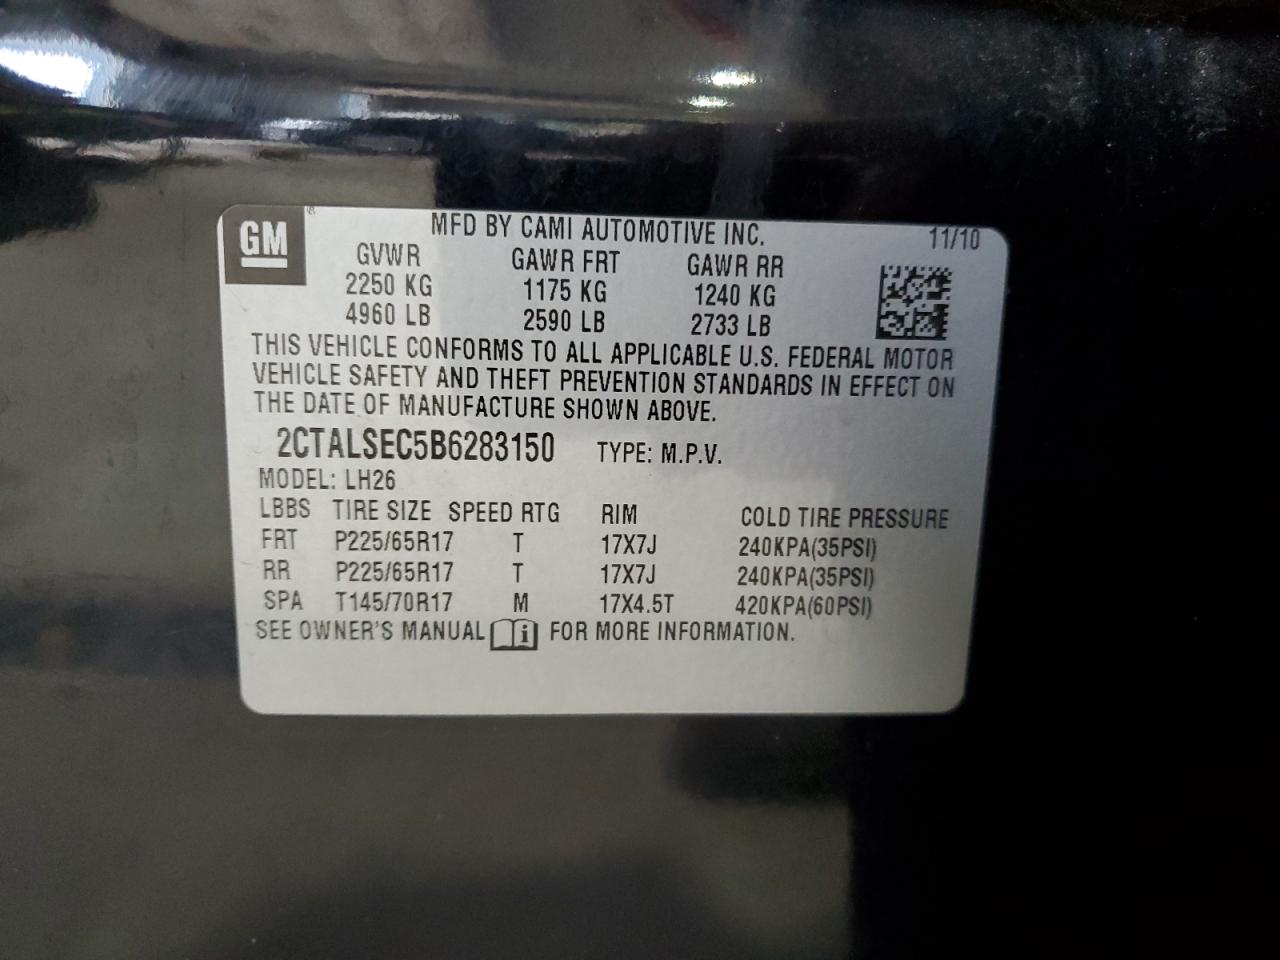 GM ®
MFD BY CAMI AUTOMOTIVE INC. 11/10
GVWR GAWR FRT GAWR RR
2250 KG 1175 KG 1240 KG
4960 LB 2590 LB 2733 LB
THIS VEHICLE CONFORMS TO ALL APPLICABLE U.S. FEDERAL MOTOR
VEHICLE SAFETY AND THEFT PREVENTION STANDARDS IN EFFECT ON
THE DATE OF MANUFACTURE SHOWN ABOVE.
2CTALSEC5B6283150 TYPE: M.P.V.
MODEL: LH26
LBBS TIRE SIZE SPEED RTG RIM COLD TIRE PRESSURE
FRT P225/65R17 T 17X7J 240KPA(35PSI)
RR P225/65R17 T 17X7J 240KPA(35PSI)
SPA T145/70R17 M 17X4.5T 420KPA(60PSI)
SEE OWNER'S MANUAL i FOR MORE INFORMATION.